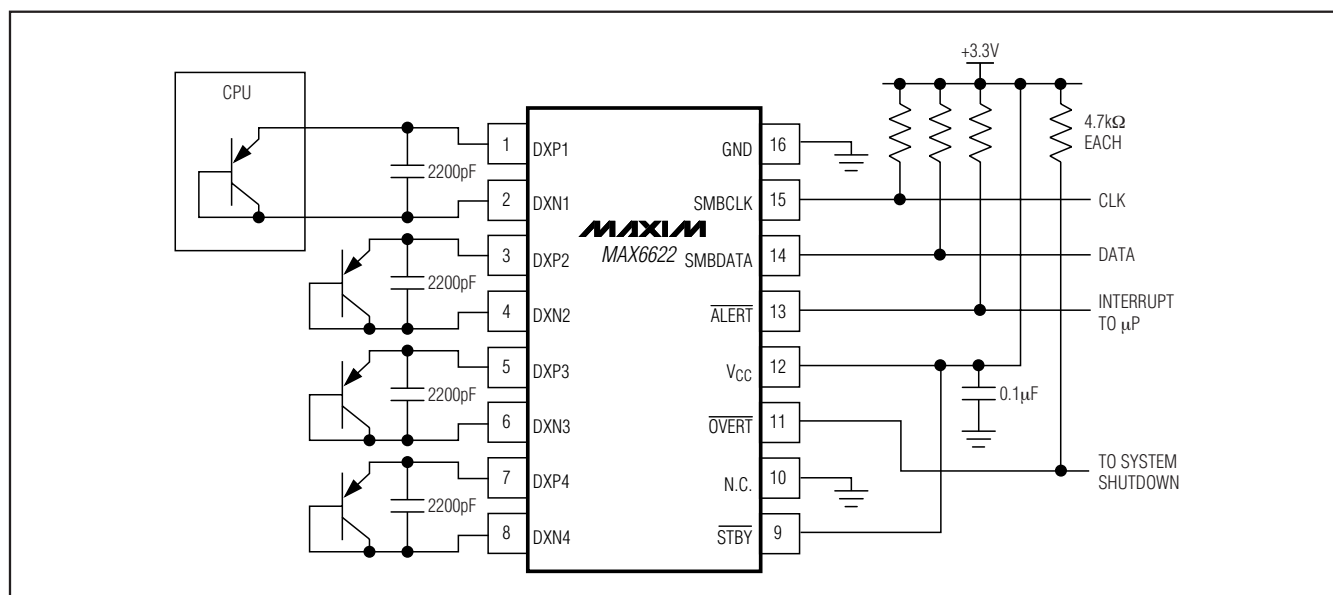 CPU
2200pF
2200pF
2200pF
2200pF
1
2
3
4
5
6
7
8
DXP1
DXN1
DXP2
DXN2
DXP3
DXN3
DXP4
DXN4
MAXIM
MAX6622
GND
SMBCLK
SMBDATA
ALERT
VCC
OVERT
N.C.
STBY
16
15
14
13
12
11
10
9
+3.3V
4.7kΩ
EACH
CLK
DATA
INTERRUPT
TO µP
0.1µF
TO SYSTEM
SHUTDOWN